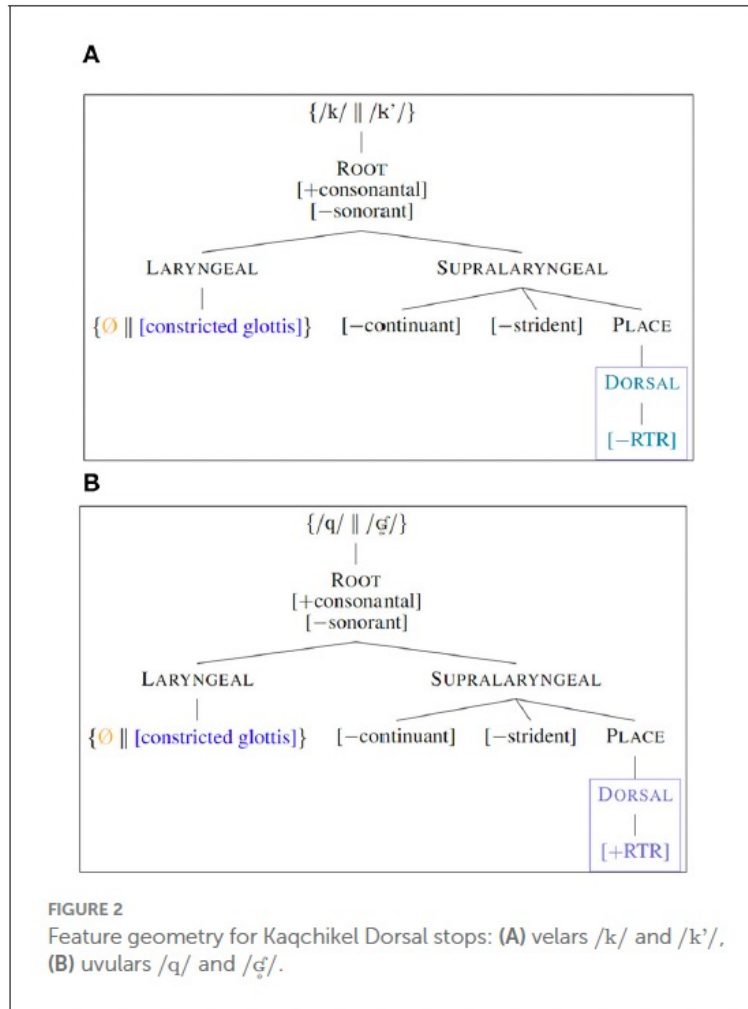 A
{/k/ ‖ /k’/}
ROOT
[+consonantal]
[−sonorant]
LARYNGEAL SUPRALARYNGEAL
{Ø ‖ [constricted glottis]} [−continuant] [−strident] PLACE
DORSAL
[−RTR]
B
{/q/ ‖ /ʛ̥/}
ROOT
[+consonantal]
[−sonorant]
LARYNGEAL SUPRALARYNGEAL
{Ø ‖ [constricted glottis]} [−continuant] [−strident] PLACE
DORSAL
[+RTR]
FIGURE 2
Feature geometry for Kaqchikel Dorsal stops: (A) velars /k/ and /k’/,
(B) uvulars /q/ and /ʛ̥/.